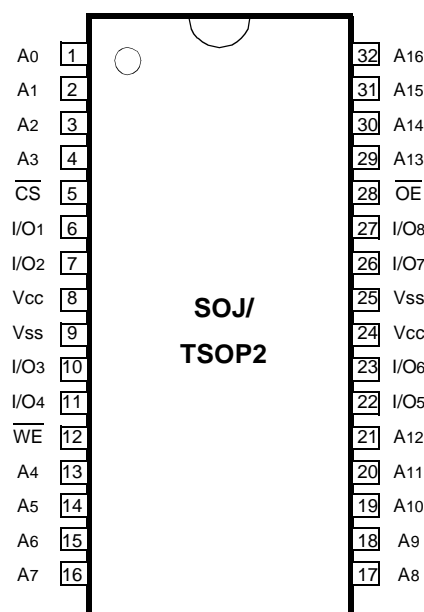 A0 1 32 A16
A1 2 31 A15
A2 3 30 A14
A3 4 29 A13
C̅S̅ 5 28 O̅E̅
I/O1 6 27 I/O8
I/O2 7 26 I/O7
Vcc 8 25 Vss
Vss 9 24 Vcc
SOJ/
TSOP2
I/O3 10 23 I/O6
I/O4 11 22 I/O5
W̅E̅ 12 21 A12
A4 13 20 A11
A5 14 19 A10
A6 15 18 A9
A7 16 17 A8